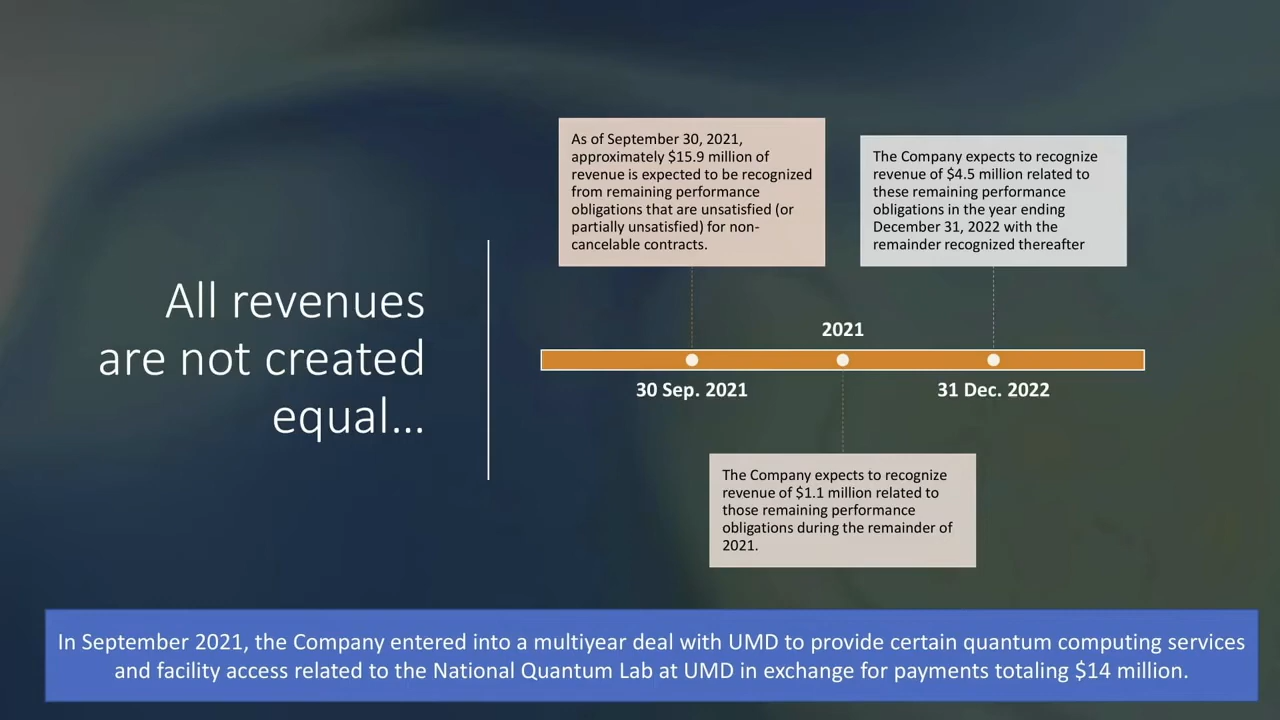 All revenues
are not created
equal...
As of September 30, 2021,
approximately $15.9 million of
revenue is expected to be recognized
from remaining performance
obligations that are unsatisfied (or
partially unsatisfied) for non-
cancelable contracts.
The Company expects to recognize
revenue of $4.5 million related to
these remaining performance
obligations in the year ending
December 31, 2022 with the
remainder recognized thereafter
2021
30 Sep. 2021
31 Dec. 2022
The Company expects to recognize
revenue of $1.1 million related to
those remaining performance
obligations during the remainder of
2021.
In September 2021, the Company entered into a multiyear deal with UMD to provide certain quantum computing services
and facility access related to the National Quantum Lab at UMD in exchange for payments totaling $14 million.